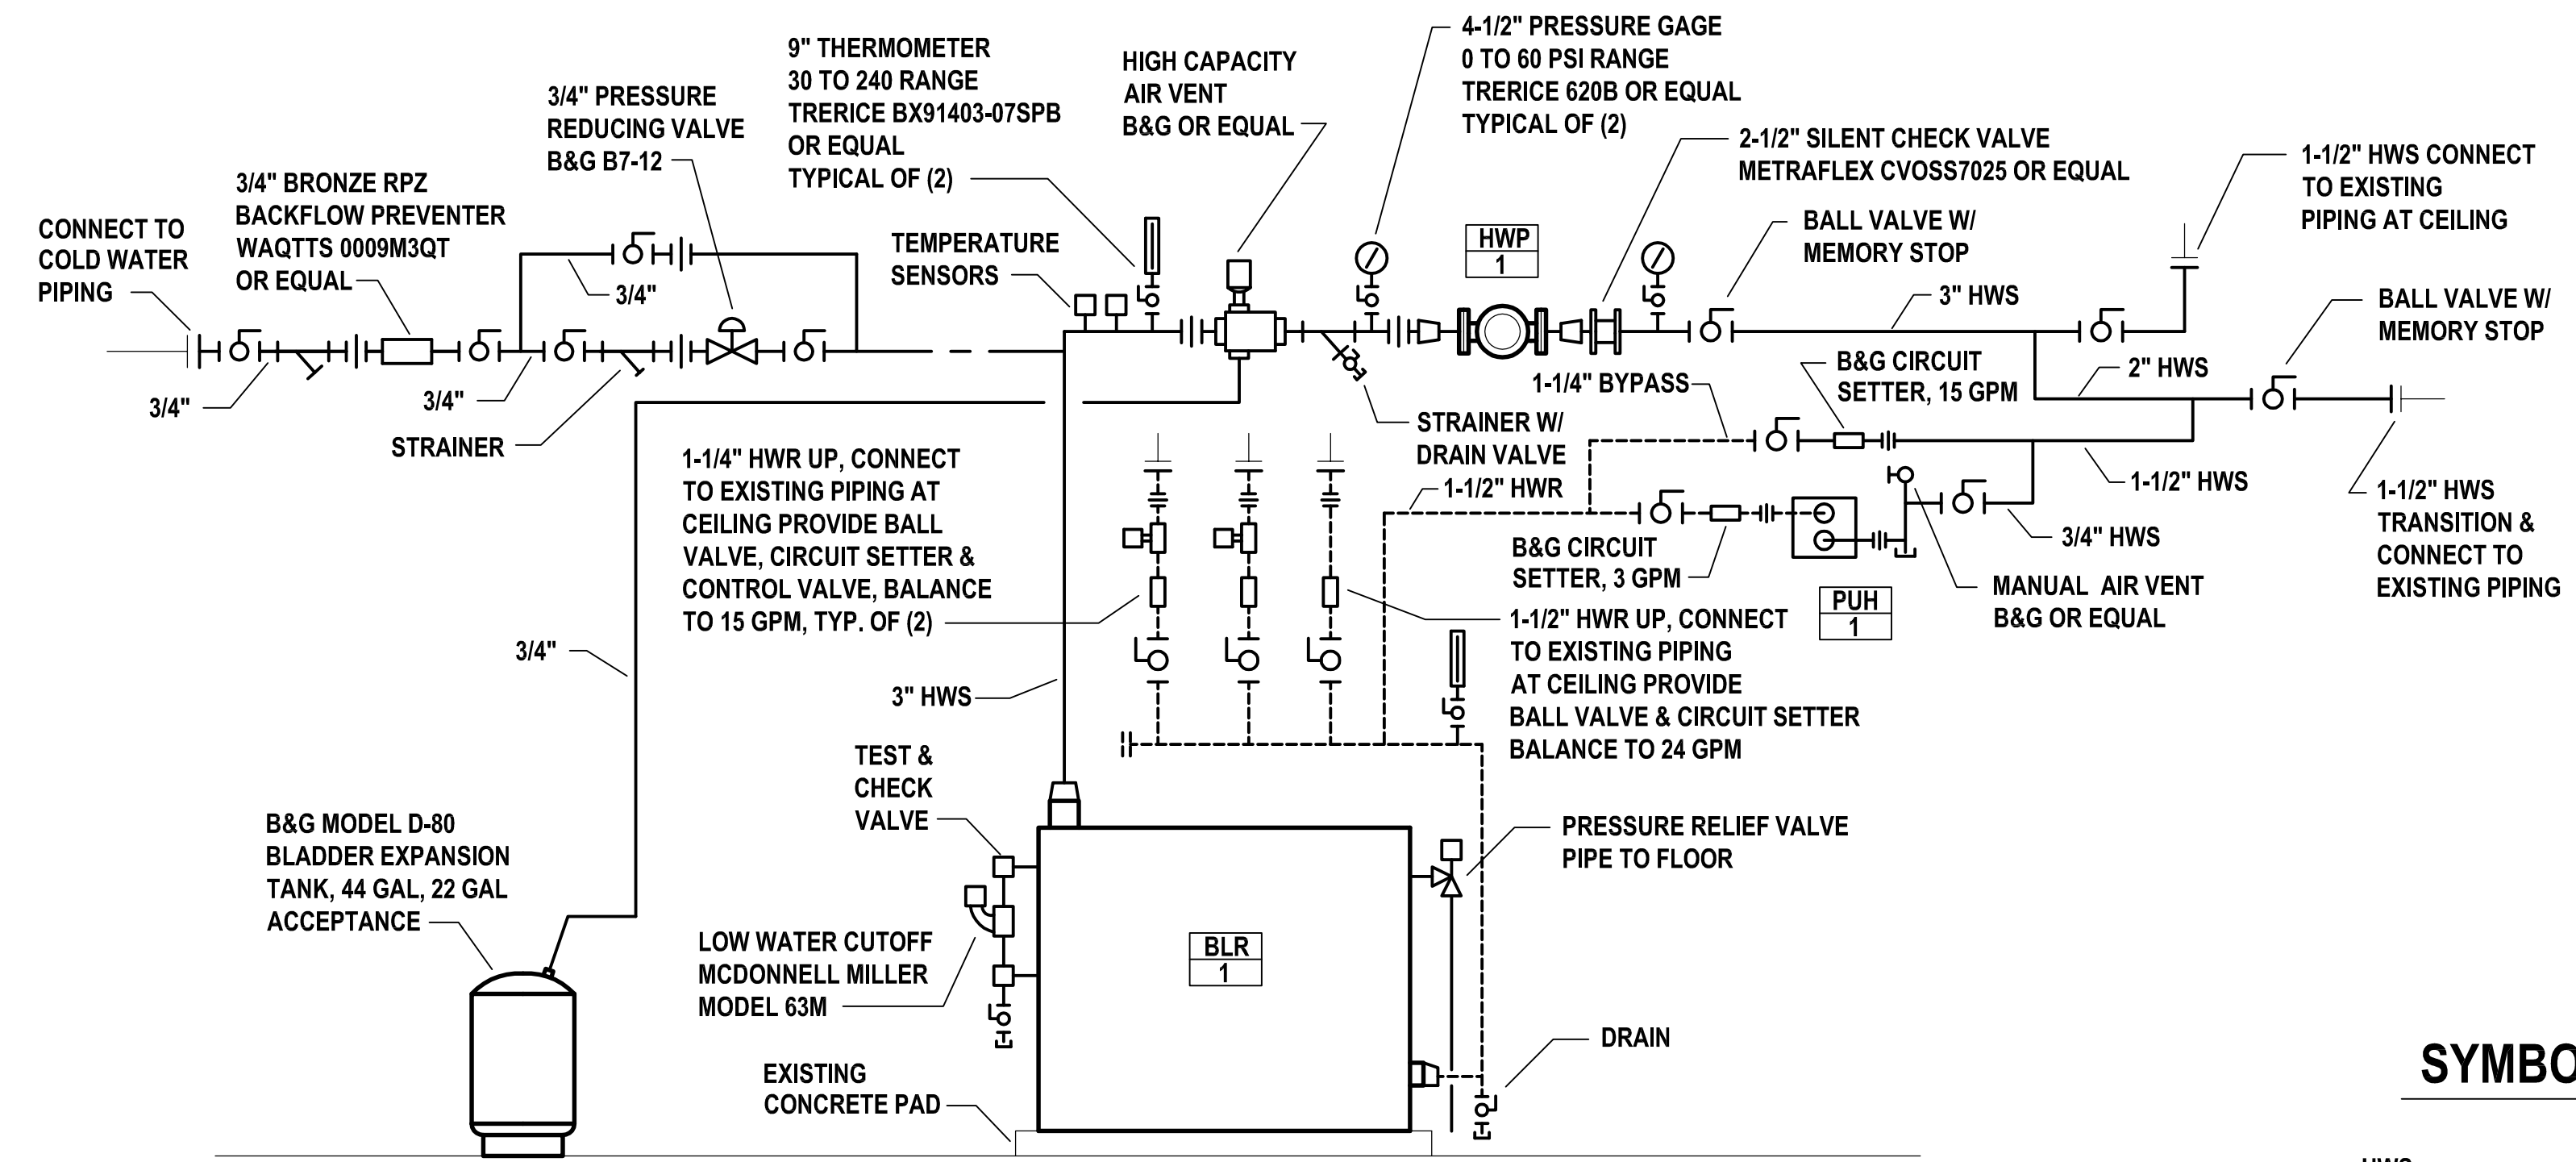 CONNECT TO
COLD WATER
PIPING
3/4" BRONZE RPZ
BACKFLOW PREVENTER
WAQTTS 0009M3QT
OR EQUAL
3/4" PRESSURE
REDUCING VALVE
B&G B7-12
9" THERMOMETER
30 TO 240 RANGE
TRERICE BX91403-07SPB
OR EQUAL
TYPICAL OF (2)
TEMPERATURE
SENSORS
HIGH CAPACITY
AIR VENT
B&G OR EQUAL
4-1/2" PRESSURE GAGE
0 TO 60 PSI RANGE
TRERICE 620B OR EQUAL
TYPICAL OF (2)
2-1/2" SILENT CHECK VALVE
METRAFLEX CVOSS7025 OR EQUAL
HWP
1
BALL VALVE W/
MEMORY STOP
1-1/2" HWS CONNECT
TO EXISTING
PIPING AT CEILING
3/4"
3" HWS
BALL VALVE W/
MEMORY STOP
3/4"
3/4"
STRAINER
1-1/4" BYPASS
B&G CIRCUIT
SETTER, 15 GPM
2" HWS
STRAINER W/
DRAIN VALVE
1-1/2" HWR
1-1/2" HWS
1-1/2" HWS
TRANSITION &
CONNECT TO
EXISTING PIPING
1-1/4" HWR UP, CONNECT
TO EXISTING PIPING AT
CEILING PROVIDE BALL
VALVE, CIRCUIT SETTER &
CONTROL VALVE, BALANCE
TO 15 GPM, TYP. OF (2)
B&G CIRCUIT
SETTER, 3 GPM
3/4" HWS
MANUAL AIR VENT
B&G OR EQUAL
PUH
1
1-1/2" HWR UP, CONNECT
TO EXISTING PIPING
AT CEILING PROVIDE
BALL VALVE & CIRCUIT SETTER
BALANCE TO 24 GPM
3/4"
3" HWS
TEST &
CHECK
VALVE
B&G MODEL D-80
BLADDER EXPANSION
TANK, 44 GAL, 22 GAL
ACCEPTANCE
PRESSURE RELIEF VALVE
PIPE TO FLOOR
LOW WATER CUTOFF
MCDONNELL MILLER
MODEL 63M
BLR
1
DRAIN
EXISTING
CONCRETE PAD
SYMBO
HWS